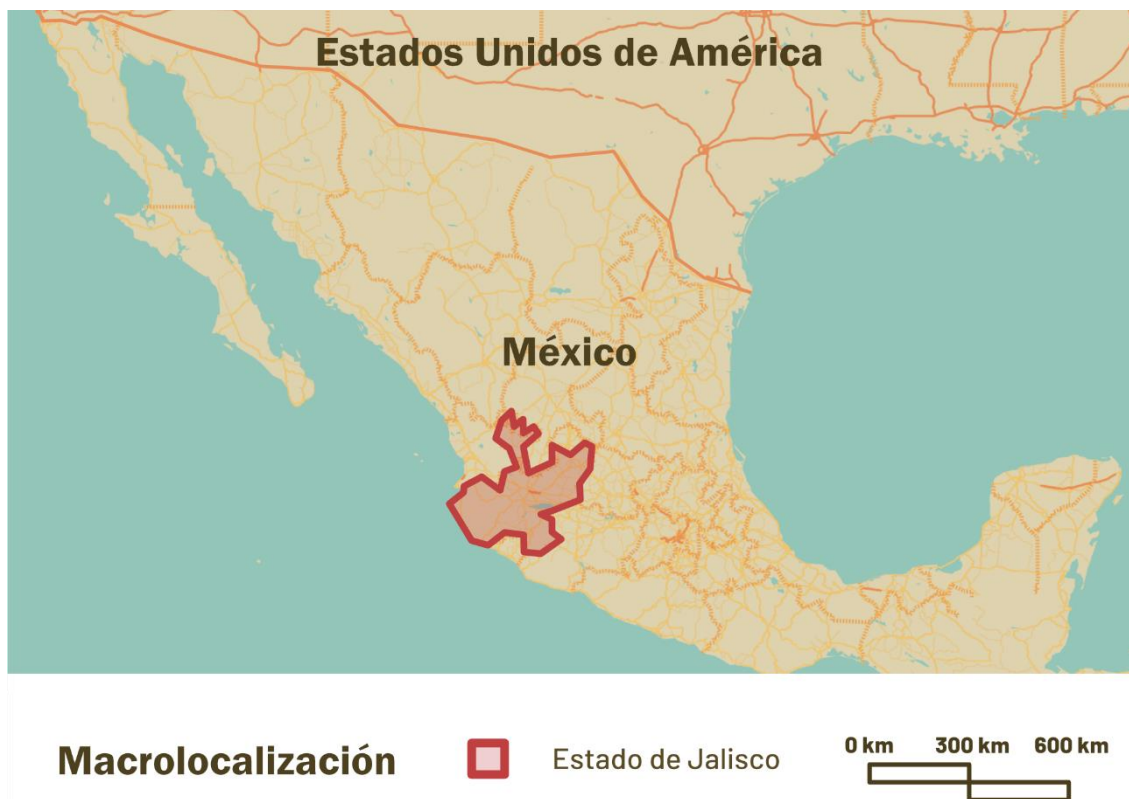 Estados Unidos de América
México
Macrolocalización
Estado de Jalisco
0 km 300 km 600 km